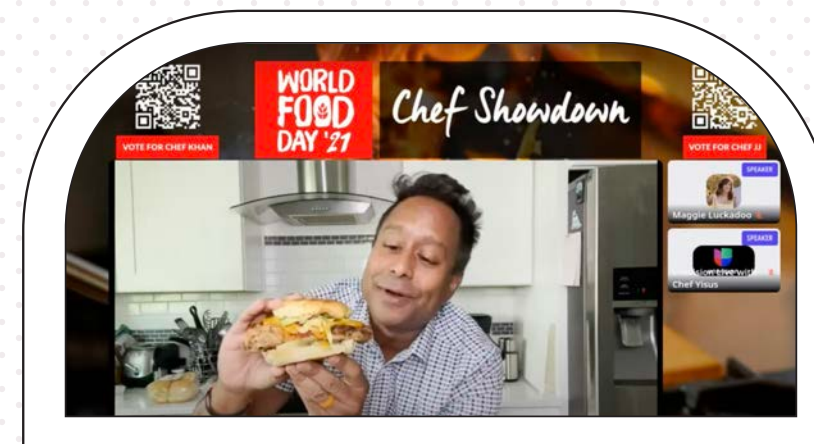 WORLD
FOOD
DAY '21
Chef Showdown
VOTE FOR CHEF KHAN
VOTE FOR CHEF JJ
SPEAKER
Maggie Luckadoo
SPEAKER
Chef Yisus